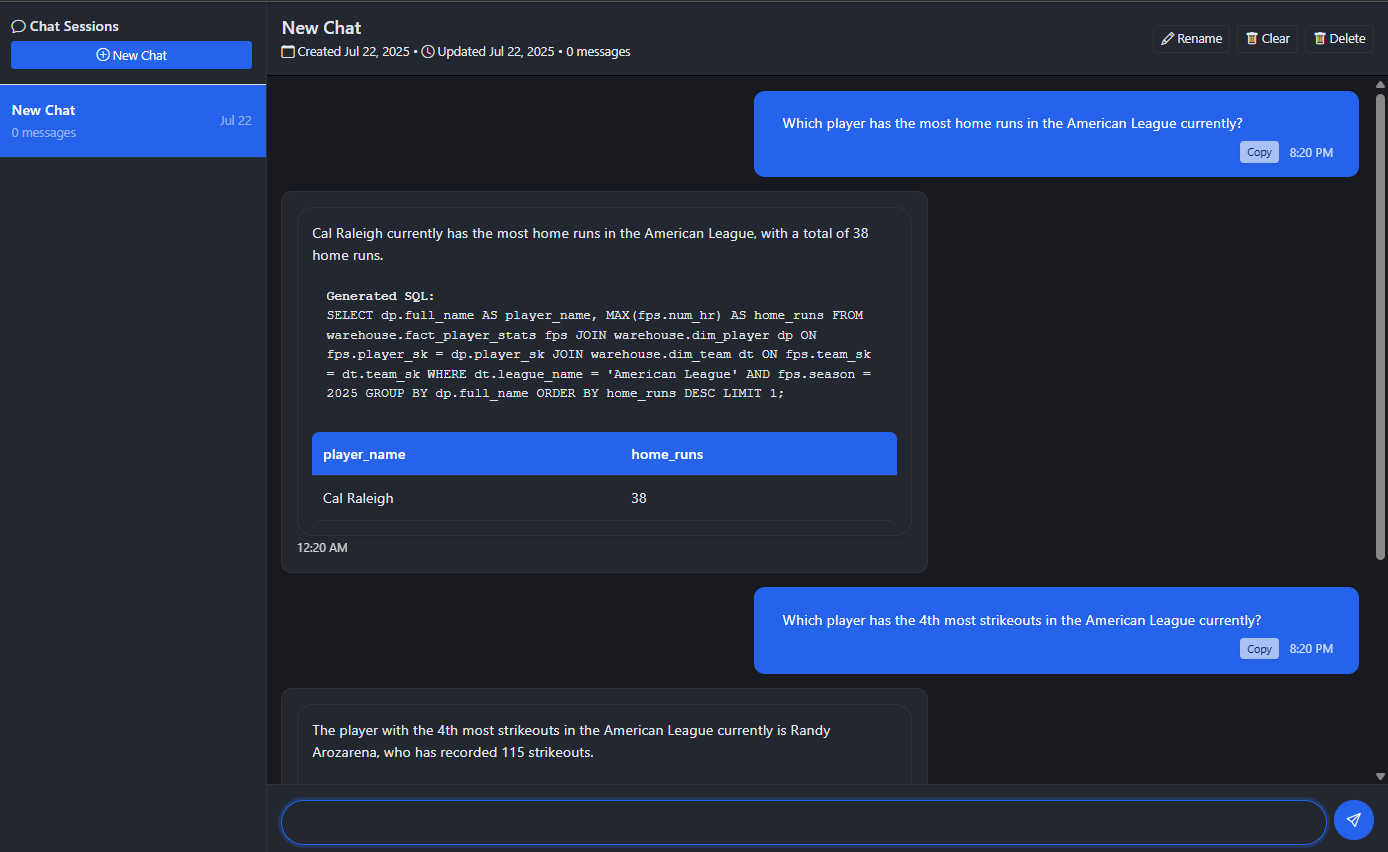 Chat Sessions
New Chat
New Chat
0 messages
Jul 22
New Chat
Created Jul 22, 2025 • Updated Jul 22, 2025 • 0 messages
Rename
Clear
Delete
Which player has the most home runs in the American League currently?
Copy
8:20 PM
Cal Raleigh currently has the most home runs in the American League, with a total of 38
home runs.
Generated SQL:
SELECT dp.full_name AS player_name, MAX(fps.num_hr) AS home_runs FROM
warehouse.fact_player_stats fps JOIN warehouse.dim_player dp ON
fps.player_sk = dp.player_sk JOIN warehouse.dim_team dt ON fps.team_sk
= dt.team_sk WHERE dt.league_name = 'American League' AND fps.season =
2025 GROUP BY dp.full_name ORDER BY home_runs DESC LIMIT 1;
player_name home_runs
Cal Raleigh 38
12:20 AM
Which player has the 4th most strikeouts in the American League currently?
Copy
8:20 PM
The player with the 4th most strikeouts in the American League currently is Randy
Arozarena, who has recorded 115 strikeouts.